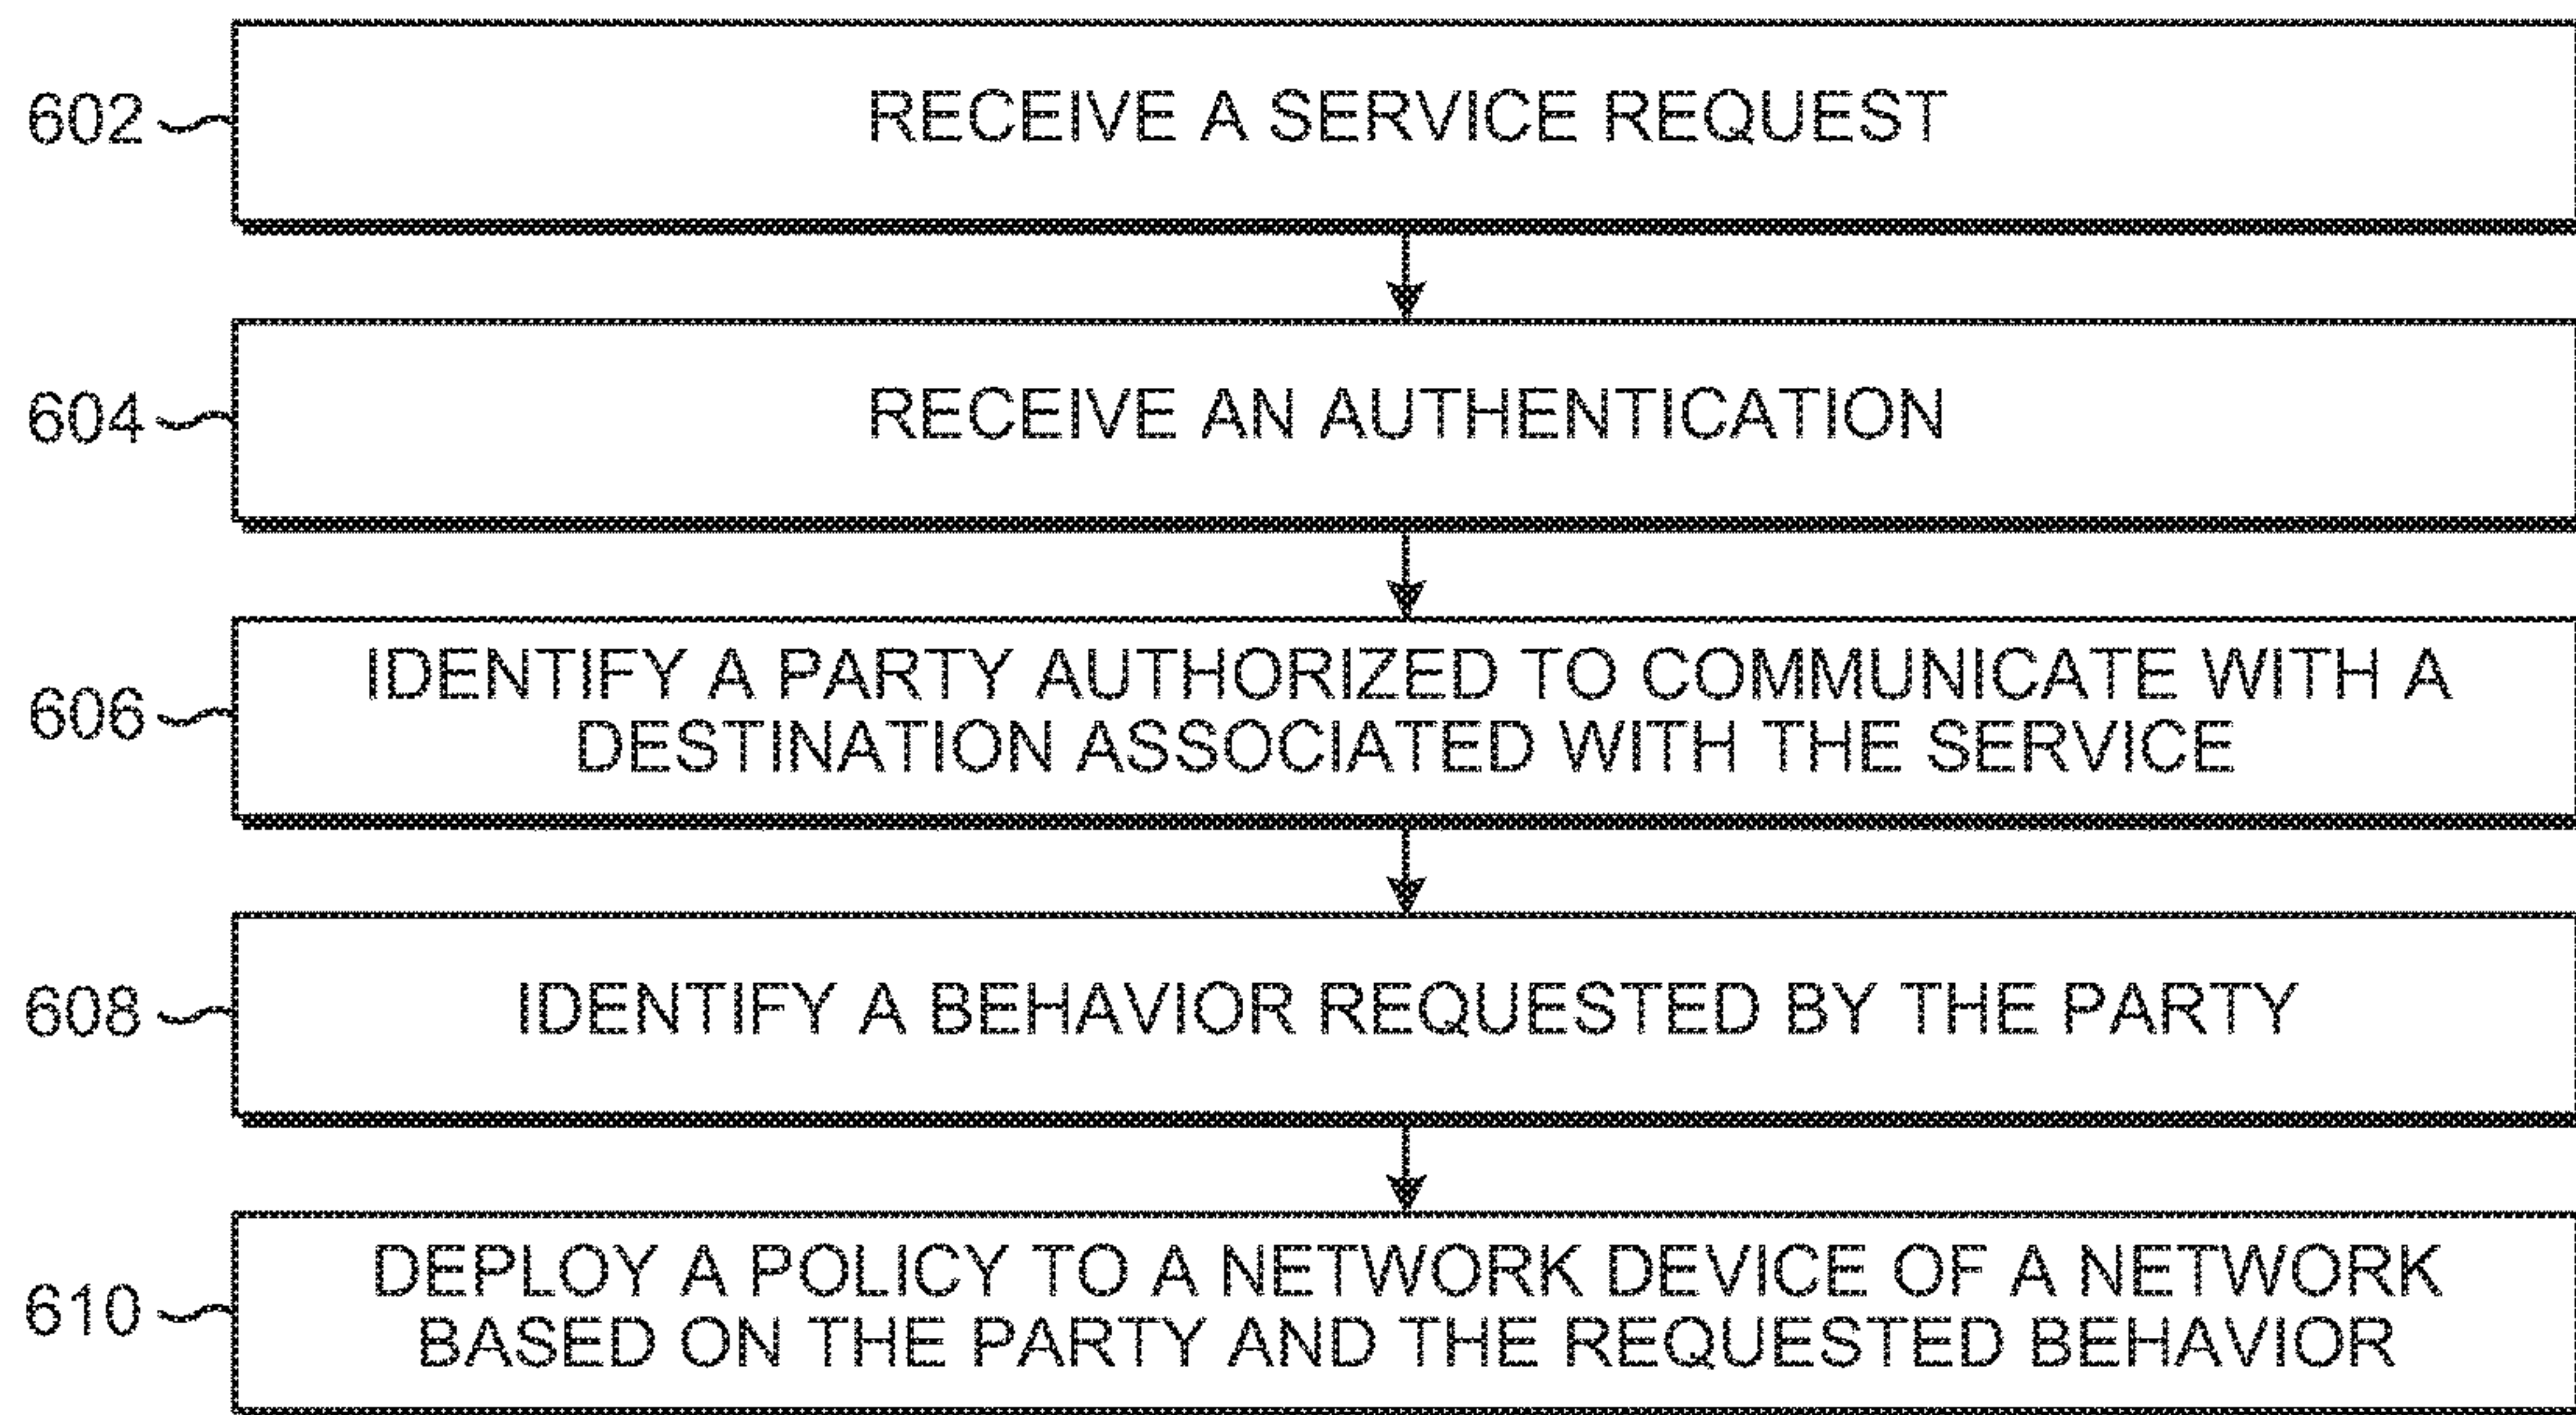 602
RECEIVE A SERVICE REQUEST
604
RECEIVE AN AUTHENTICATION
606
IDENTIFY A PARTY AUTHORIZED TO COMMUNICATE WITH A
DESTINATION ASSOCIATED WITH THE SERVICE
608
IDENTIFY A BEHAVIOR REQUESTED BY THE PARTY
610
DEPLOY A POLICY TO A NETWORK DEVICE OF A NETWORK
BASED ON THE PARTY AND THE REQUESTED BEHAVIOR